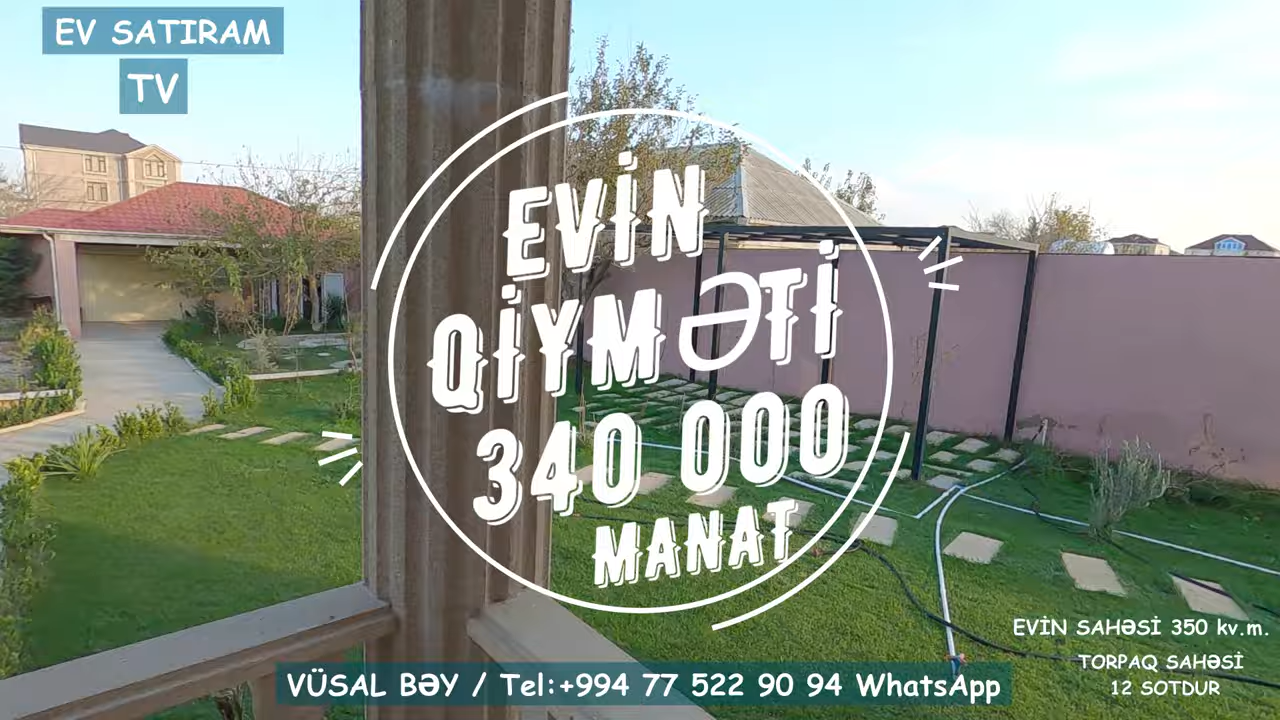 EV SATIRAM
TV
EVİN
QİYMƏTİ
340 000
MANAT
EVİN SAHƏSİ 350 kv.m.
TORPAQ SAHƏSİ
12 SOTDUR
VÜSAL BƏY / Tel:+994 77 522 90 94 WhatsApp